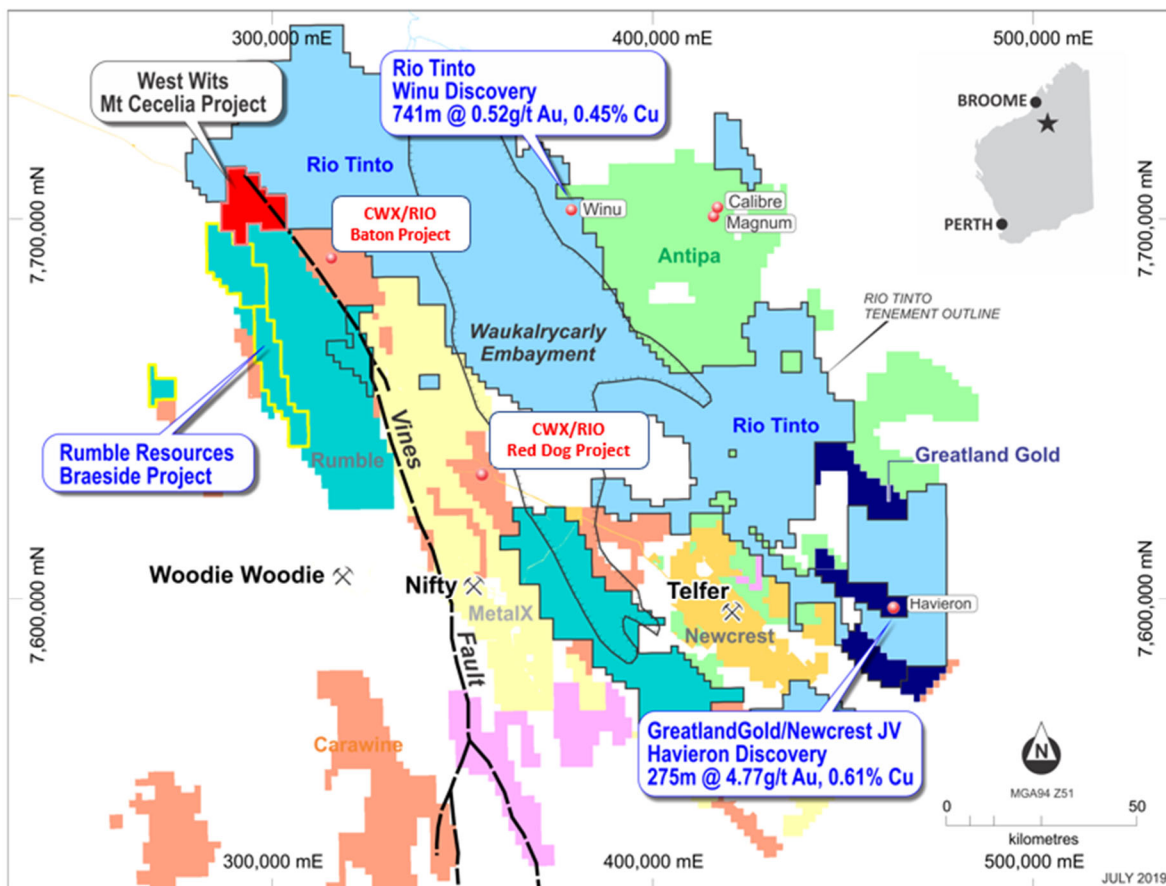 300,000 mE
400,000 mE
500,000 mE
West Wits
Mt Cecelia Project
Rio Tinto
Winu Discovery
741m @ 0.52g/t Au, 0.45% Cu
BROOME
PERTH
Rio Tinto
CWX/RIO
Baton Project
Winu
Calibre
Magnum
7,700,000 mN
7,700,000 mN
Antipa
RIO TINTO
TENEMENT OUTLINE
Waukalrycarly
Embayment
Vines
CWX/RIO
Red Dog Project
Rio Tinto
Rumble Resources
Braeside Project
Rumble
Greatland Gold
Woodie Woodie
Nifty
MetalX
Telfer
Newcrest
Havieron
7,600,000 mN
7,600,000 mN
Fault
Carawine
GreatlandGold/Newcrest JV
Havieron Discovery
275m @ 4.77g/t Au, 0.61% Cu
N
MGA94 Z51
0
50
kilometres
300,000 mE
400,000 mE
500,000 mE
JULY 2019